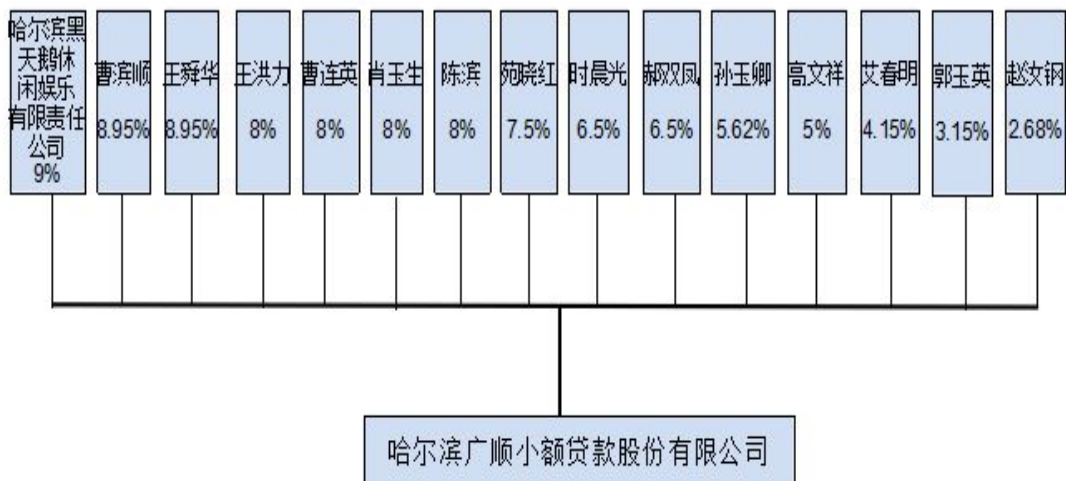 哈尔滨黑
天鹅休
闲娱乐
有限责任
公司
9%
曹滨顺
8.95%
王舜华
8.95%
王洪力
8%
曹连英
8%
肖玉生
8%
陈滨
8%
苑晓红
7.5%
时晨光
6.5%
郝双凤
6.5%
孙玉卿
5.62%
高文祥
5%
艾春明
4.15%
郭玉英
3.15%
赵汝钢
2.68%
哈尔滨广顺小额贷款股份有限公司